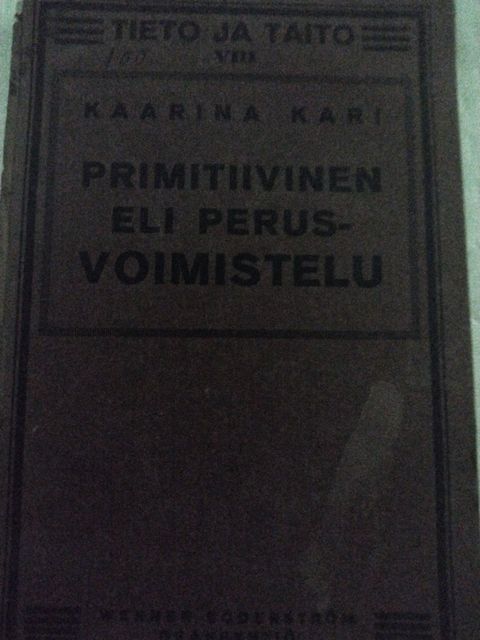 TIETO JA TAITO
VIII
KAARINA KARI
PRIMITIIVINEN
ELI PERUS-
VOIMISTELU
WERNER SÖDERSTRÖM